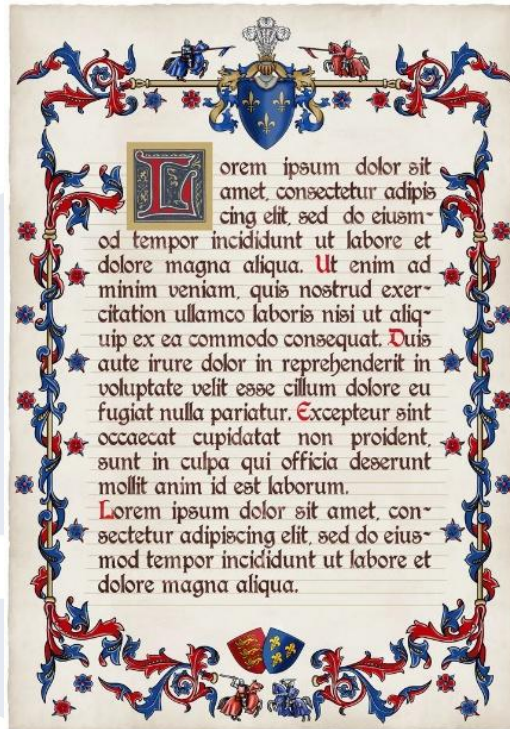 Lorem ipsum dolor sit
amet, consectetur adipis
cing elit, sed do eiusm-
od tempor incididunt ut labore et
dolore magna aliqua. Ut enim ad
minim veniam, quis nostrud exer-
citation ullamco laboris nisi ut aliq-
uip ex ea commodo consequat. Duis
aute irure dolor in reprehenderit in
voluptate velit esse cillum dolore eu
fugiat nulla pariatur. Excepteur sint
occaecat cupidatat non proident,
sunt in culpa qui officia deserunt
mollit anim id est laborum.
Lorem ipsum dolor sit amet, con-
sectetur adipiscing elit, sed do eius-
mod tempor incididunt ut labore et
dolore magna aliqua.